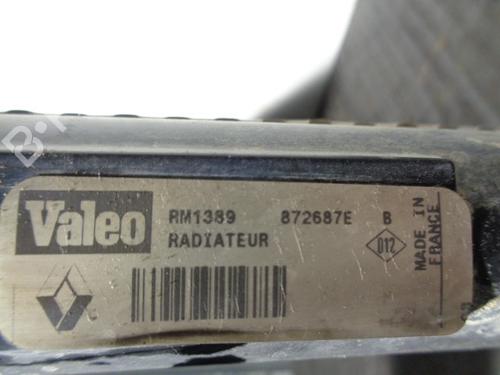 Valeo
RM1389 872687E B
RADIATEUR
D12
MADE IN
FRANCE